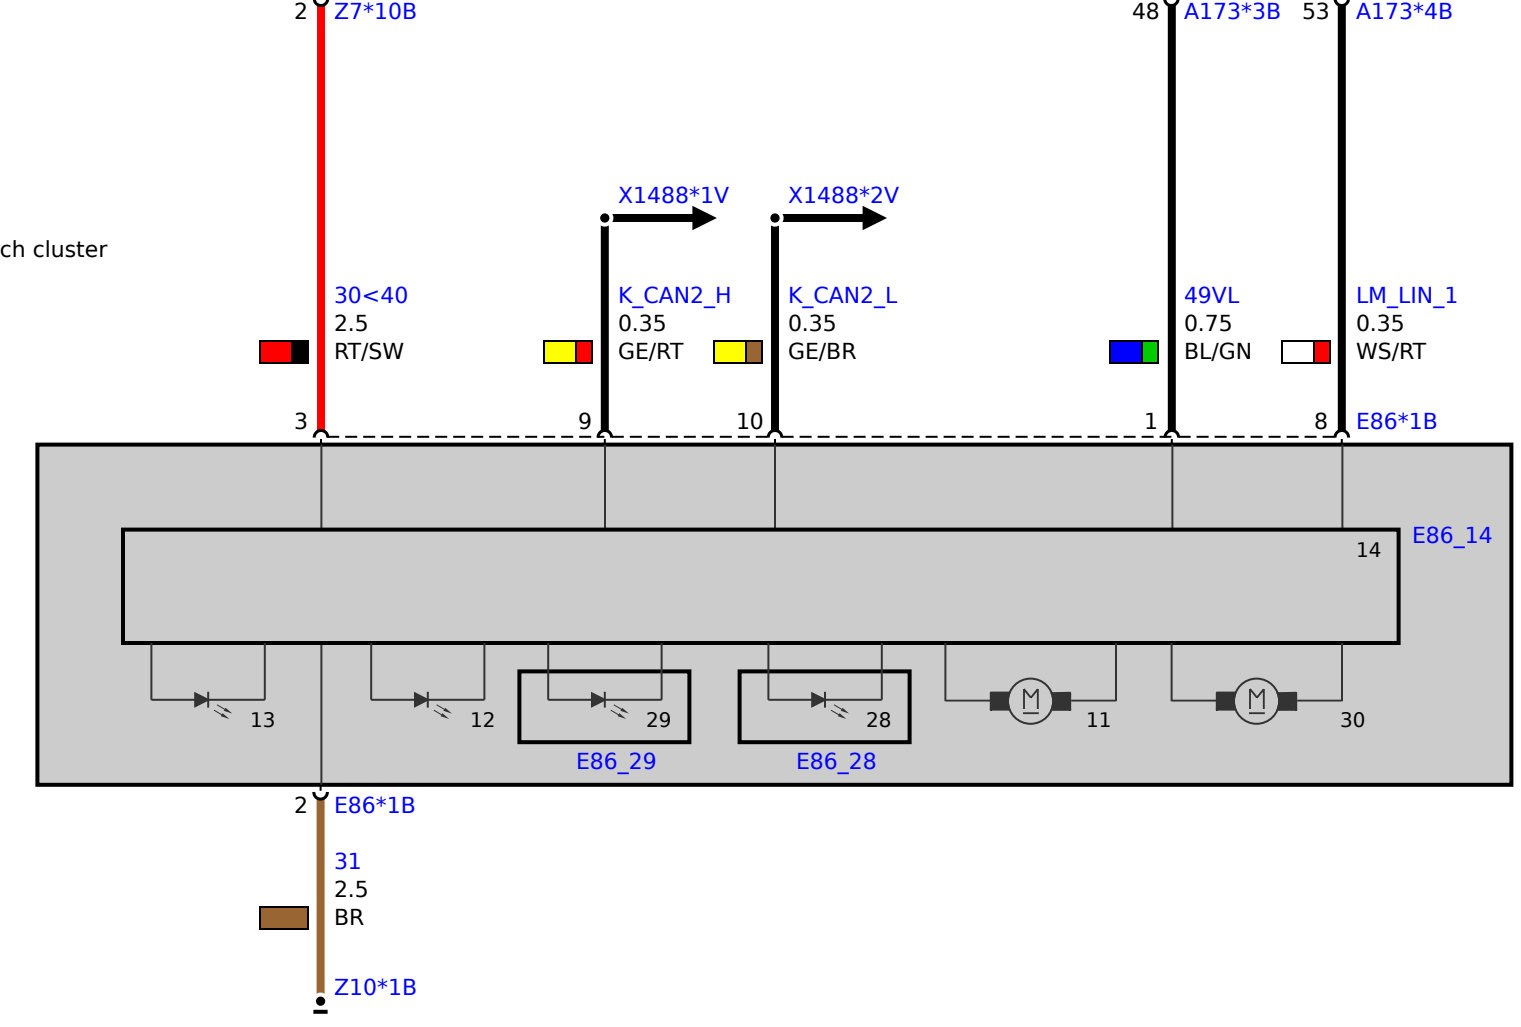 2 Z7*10B 48 A173*3B 53 A173*4B
X1488*1V X1488*2V
ch cluster
30<40 K_CAN2_H K_CAN2_L 49VL LM_LIN_1
2.5 0.35 0.35 0.75 0.35
RT/SW GE/RT GE/BR BL/GN WS/RT
3 9 10 1 8 E86*1B
E86_14
14
M M
13 12 29 28 11 30
E86_29 E86_28
2 E86*1B
31
2.5
BR
Z10*1B